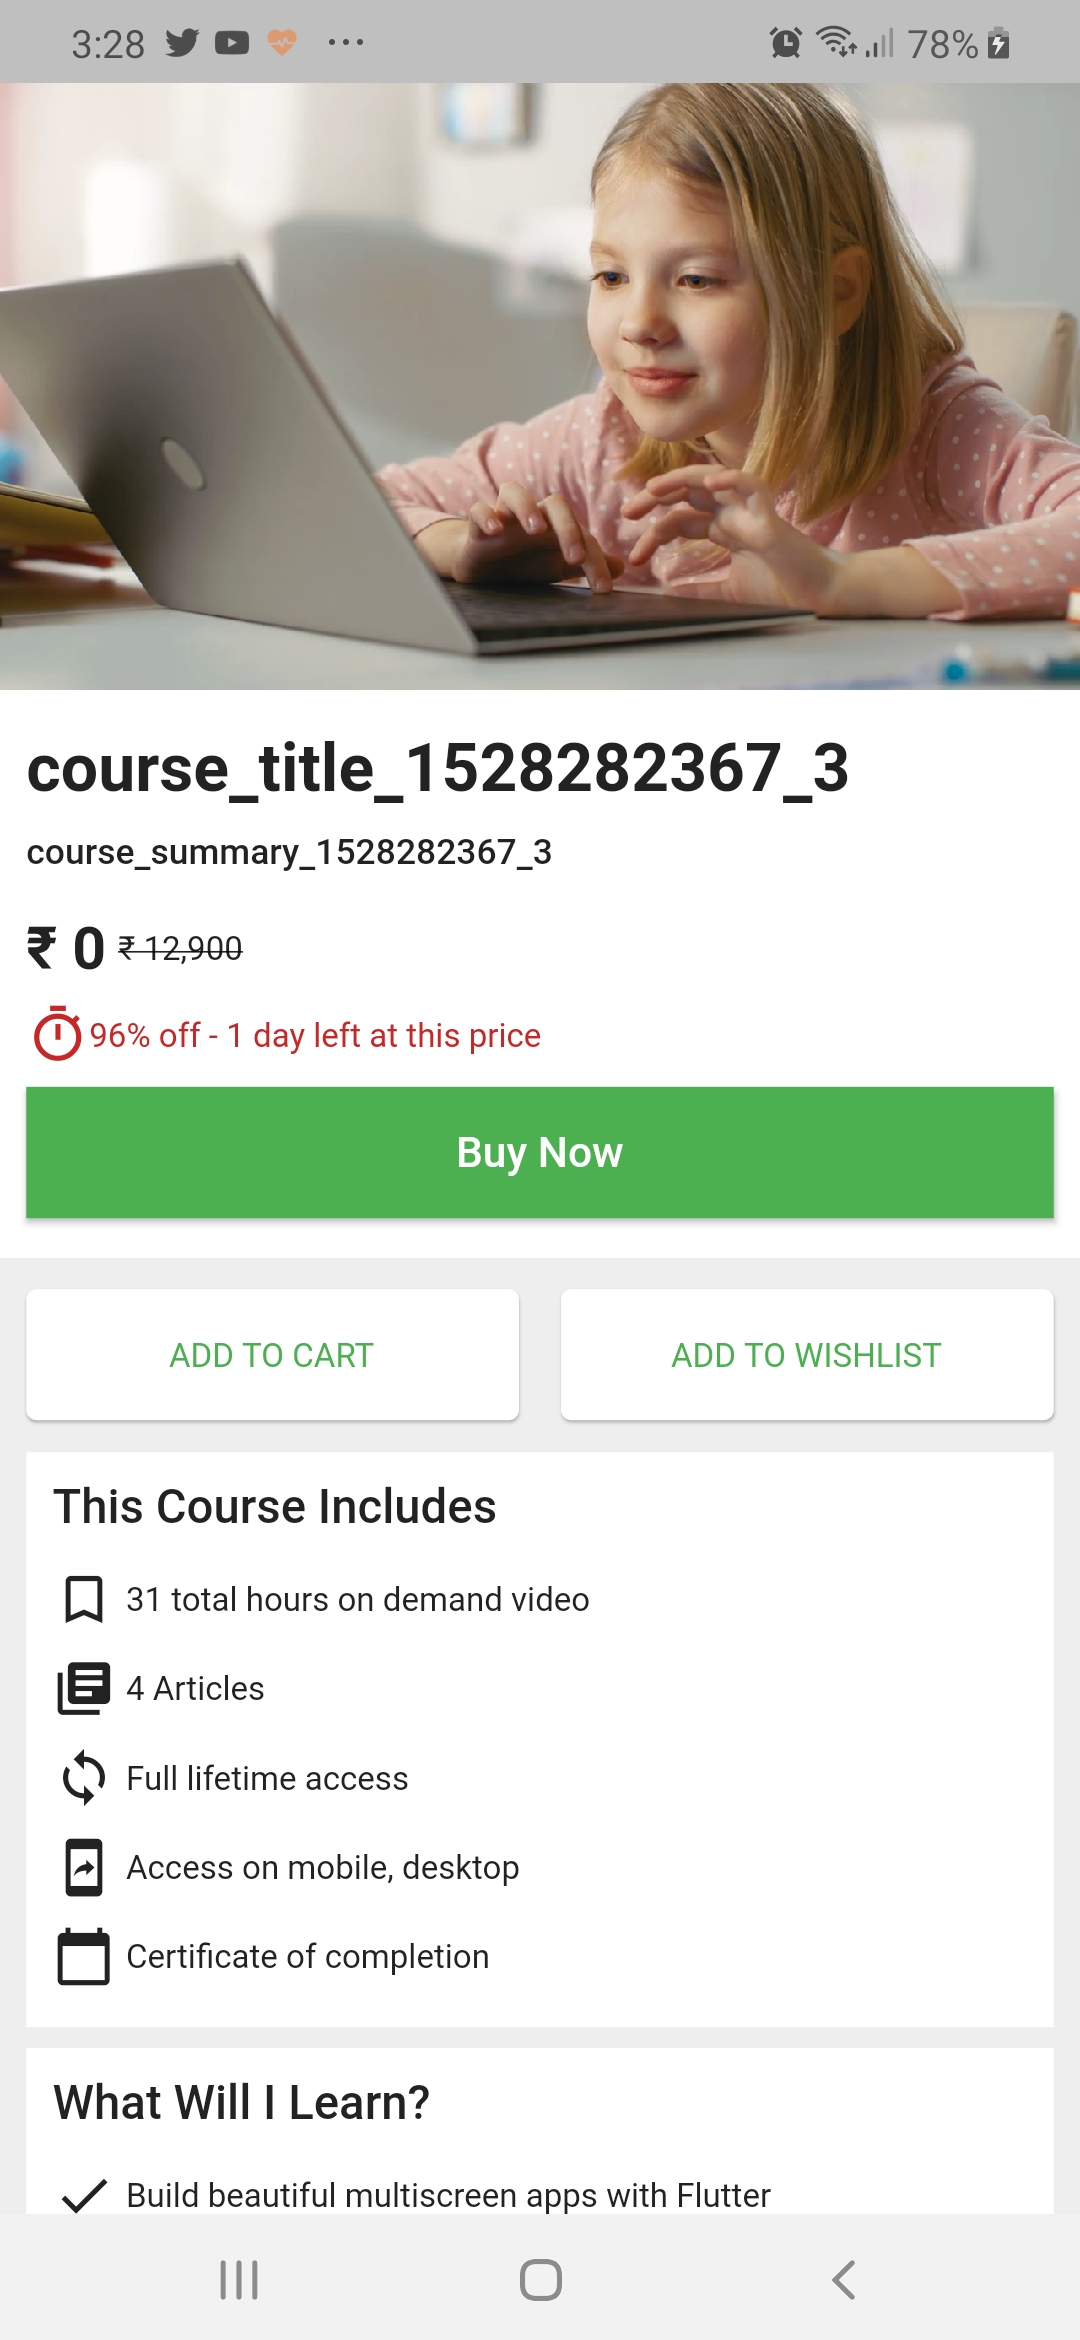 3:28 78%
course_title_1528282367_3
course_summary_1528282367_3
₹ 0 ₹ 12,900
96% off - 1 day left at this price
Buy Now
ADD TO CART ADD TO WISHLIST
This Course Includes
31 total hours on demand video
4 Articles
Full lifetime access
Access on mobile, desktop
Certificate of completion
What Will I Learn?
Build beautiful multiscreen apps with Flutter